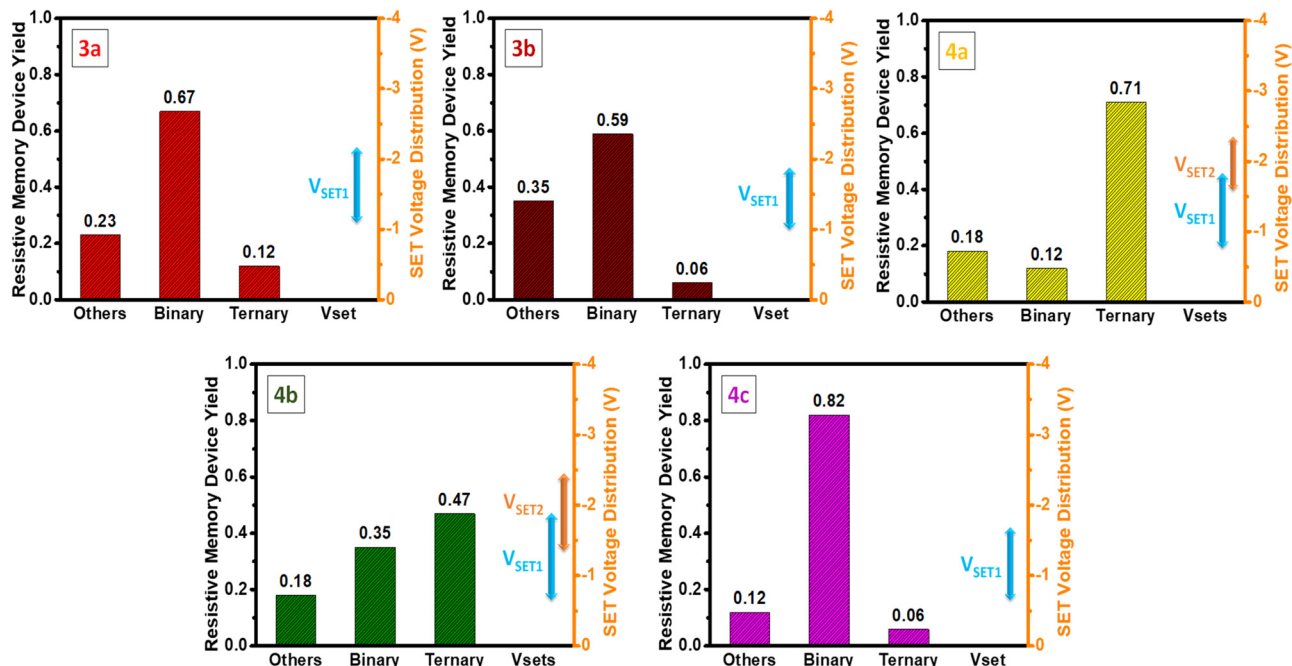 3a
Resistive Memory Device Yield
1.0
0.8
0.6
0.4
0.2
0.0
0.23
0.67
0.12
V_SET1
-4
-3
-2
-1
0
SET Voltage Distribution (V)
Others Binary Ternary Vset
3b
Resistive Memory Device Yield
1.0
0.8
0.6
0.4
0.2
0.0
0.35
0.59
0.06
V_SET1
-4
-3
-2
-1
0
SET Voltage Distribution (V)
Others Binary Ternary Vset
4a
Resistive Memory Device Yield
1.0
0.8
0.6
0.4
0.2
0.0
0.18
0.12
0.71
V_SET2
V_SET1
-4
-3
-2
-1
0
SET Voltage Distribution (V)
Others Binary Ternary Vsets
4b
Resistive Memory Device Yield
1.0
0.8
0.6
0.4
0.2
0.0
0.18
0.35
0.47
V_SET2
V_SET1
-4
-3
-2
-1
0
SET Voltage Distribution (V)
Others Binary Ternary Vsets
4c
Resistive Memory Device Yield
1.0
0.8
0.6
0.4
0.2
0.0
0.12
0.82
0.06
V_SET1
-4
-3
-2
-1
0
SET Voltage Distribution (V)
Others Binary Ternary Vset